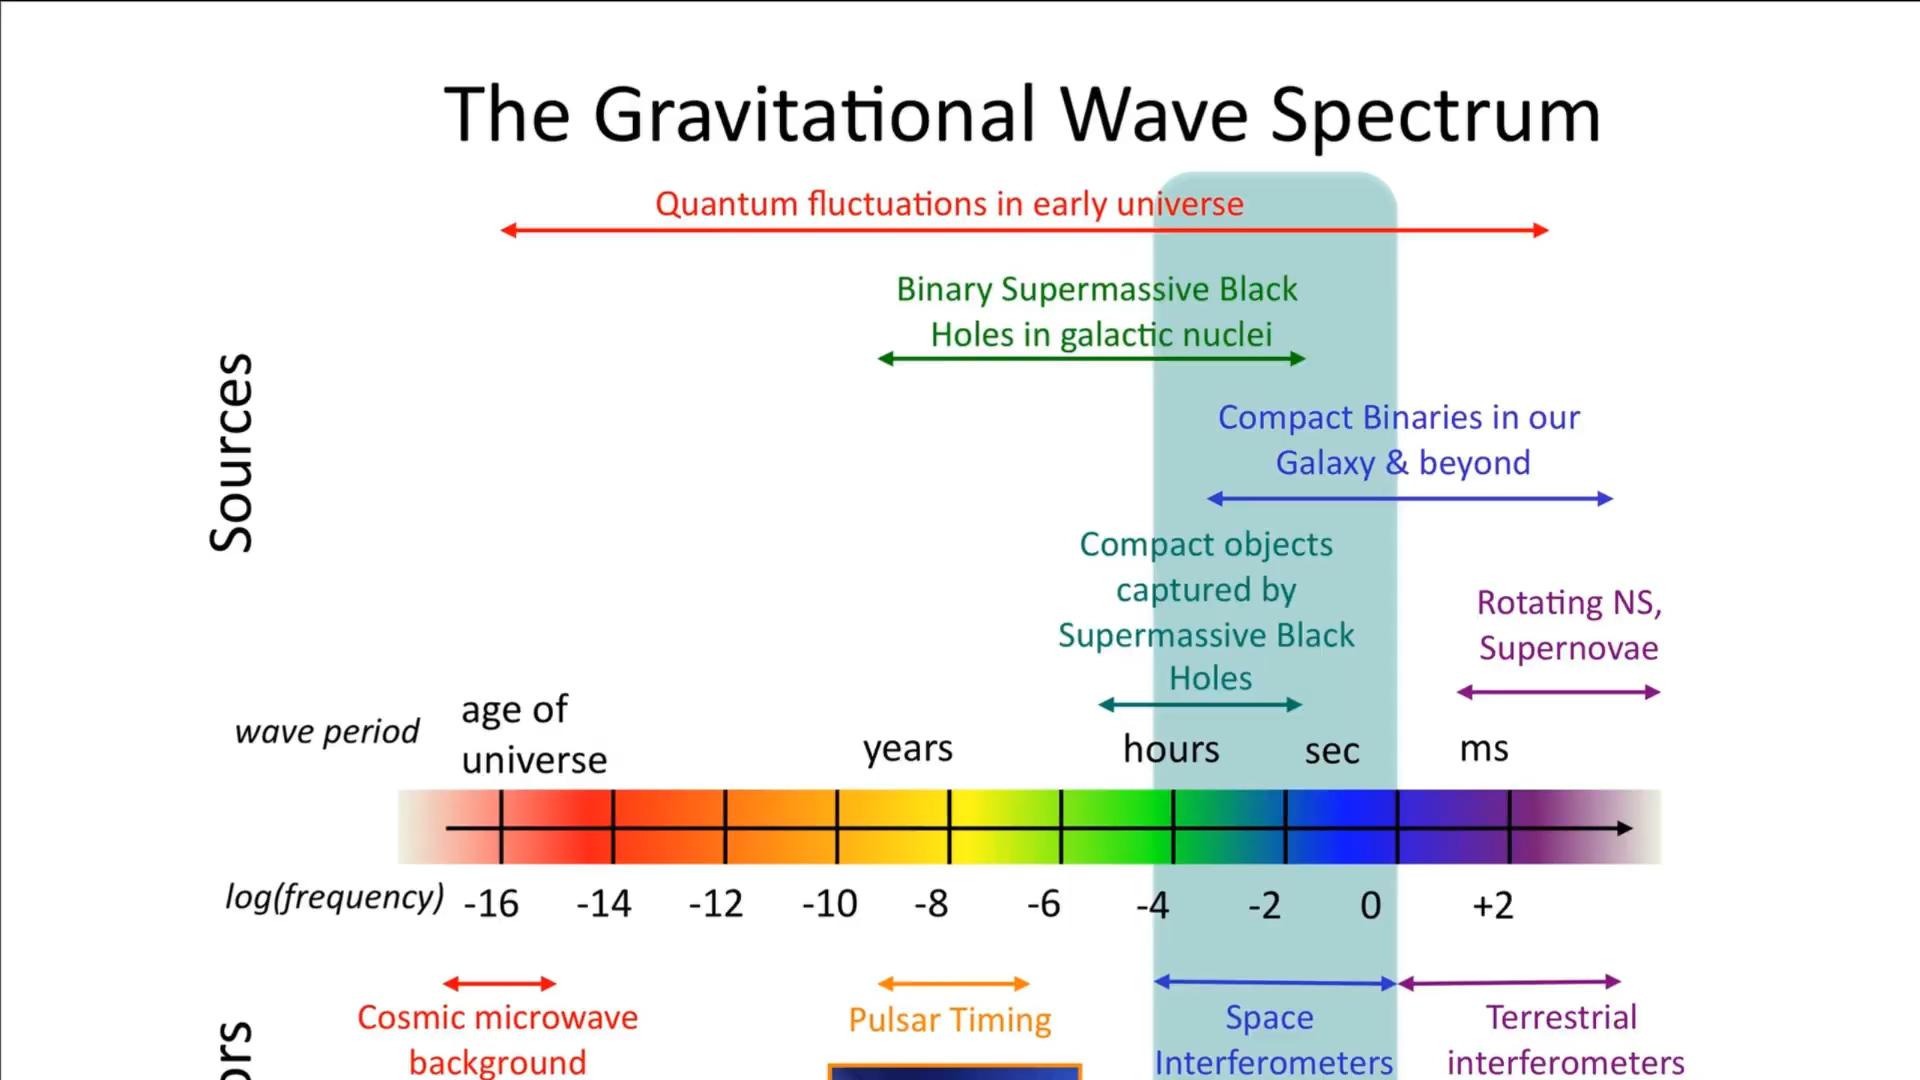 The Gravitational Wave Spectrum
Quantum fluctuations in early universe
Binary Supermassive Black
Holes in galactic nuclei
Compact Binaries in our
Galaxy & beyond
Sources
Compact objects
captured by
Supermassive Black
Holes
Rotating NS,
Supernovae
wave period
age of
universe
years
hours
sec
ms
log(frequency)
-16 -14 -12 -10 -8 -6 -4 -2 0 +2
Cosmic microwave
background
Pulsar Timing
Space
Interferometers
Terrestrial
interferometers